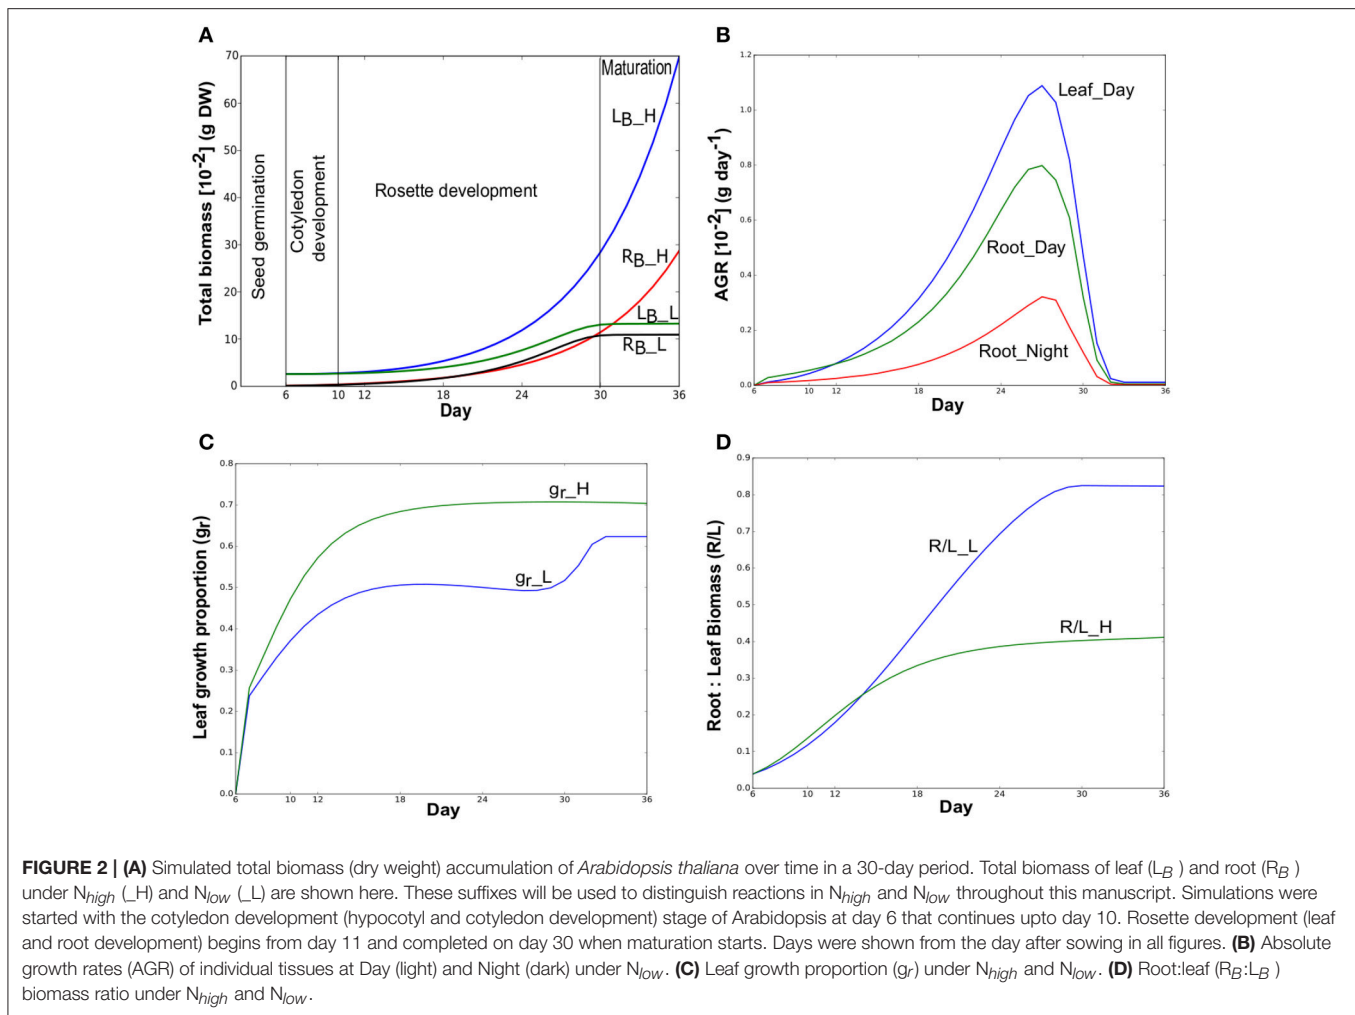 A
Total biomass [10⁻²] (g DW)
70
60
50
40
30
20
10
0
Seed germination
Cotyledon
development
Rosette development
Maturation
L_B_H
R_B_H
L_B_L
R_B_L
6
10
12
18
24
30
36
Day
B
AGR [10⁻²] (g day⁻¹)
1.2
1.0
0.8
0.6
0.4
0.2
0.0
Leaf_Day
Root_Day
Root_Night
6
12
18
24
30
36
Day
C
Leaf growth proportion (gr)
0.8
0.7
0.6
0.5
0.4
0.3
0.2
0.1
0.0
gr_H
gr_L
6
10
12
18
24
30
36
Day
D
Root : Leaf Biomass (R/L)
0.9
0.8
0.7
0.6
0.5
0.4
0.3
0.2
0.1
0.0
R/L_L
R/L_H
6
10
12
18
24
30
36
Day
FIGURE 2 | (A) Simulated total biomass (dry weight) accumulation of Arabidopsis thaliana over time in a 30-day period. Total biomass of leaf (LB ) and root (RB )
under Nhigh (_H) and Nlow (_L) are shown here. These suffixes will be used to distinguish reactions in Nhigh and Nlow throughout this manuscript. Simulations were
started with the cotyledon development (hypocotyl and cotyledon development) stage of Arabidopsis at day 6 that continues upto day 10. Rosette development (leaf
and root development) begins from day 11 and completed on day 30 when maturation starts. Days were shown from the day after sowing in all figures. (B) Absolute
growth rates (AGR) of individual tissues at Day (light) and Night (dark) under Nlow. (C) Leaf growth proportion (gr) under Nhigh and Nlow. (D) Root:leaf (RB:LB )
biomass ratio under Nhigh and Nlow.